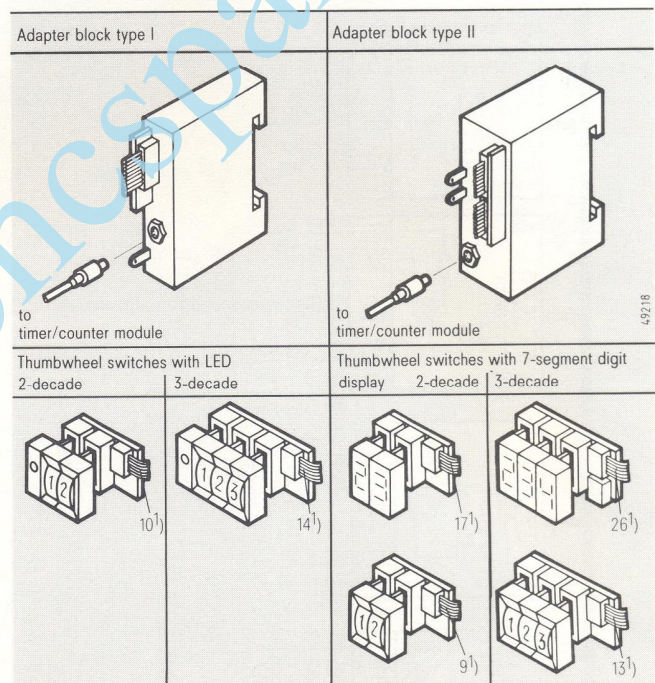 Adapter block type I
Adapter block type II
to
timer/counter module
to
timer/counter module
49218
Thumbwheel switches with LED
2-decade 3-decade
Thumbwheel switches with 7-segment digit
display 2-decade 3-decade
12
10¹)
123
14¹)
23
17¹)
234
26¹)
12
9¹)
123
13¹)